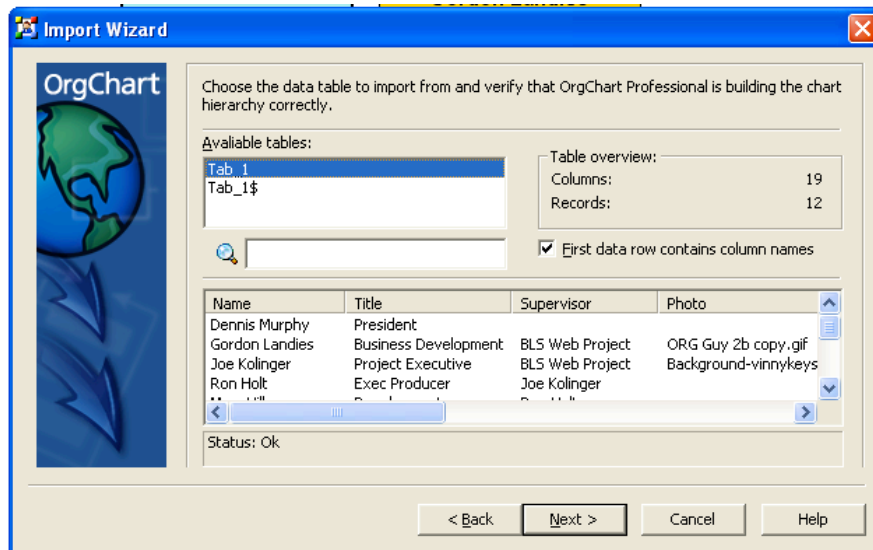 Import Wizard
OrgChart
Choose the data table to import from and verify that OrgChart Professional is building the chart
hierarchy correctly.
Avaliable tables:
Tab_1
Tab_1$
Table overview:
Columns: 19
Records: 12
First data row contains column names
Name Title Supervisor Photo
Dennis Murphy President
Gordon Landies Business Development BLS Web Project ORG Guy 2b copy.gif
Joe Kolinger Project Executive BLS Web Project Background-vinnykeys
Ron Holt Exec Producer Joe Kolinger
Status: Ok
< Back Next > Cancel Help